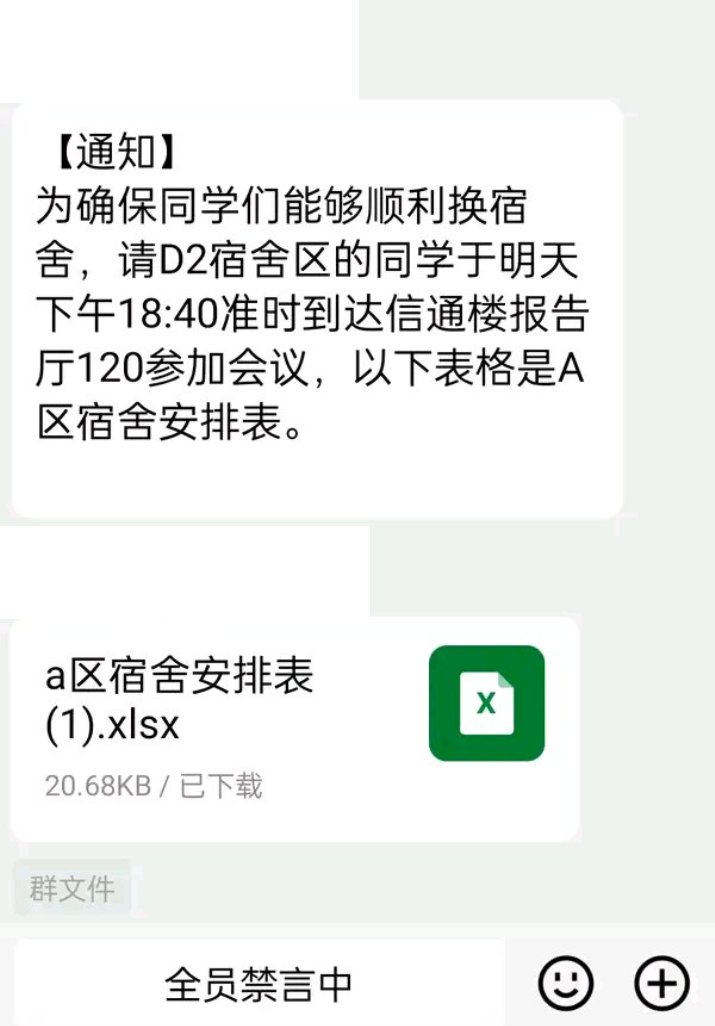 【通知】
为确保同学们能够顺利换宿
舍，请D2宿舍区的同学于明天
下午18:40准时到达信通楼报告
厅120参加会议，以下表格是A
区宿舍安排表。
a区宿舍安排表
(1).xlsx
X
20.68KB / 已下载
群文件
全员禁言中